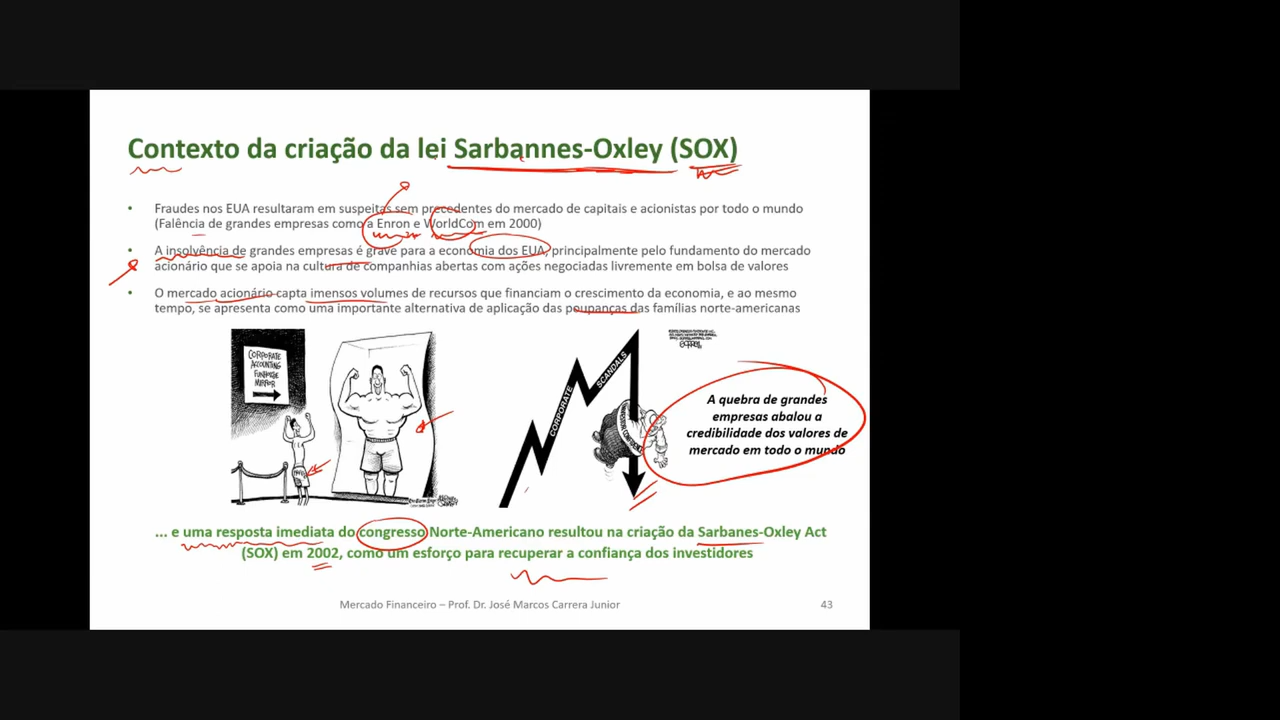 Contexto da criação da lei Sarbannes-Oxley (SOX)
• Fraudes nos EUA resultaram em suspeitas sem precedentes do mercado de capitais e acionistas por todo o mundo
(Falência de grandes empresas como a Enron e WorldCom em 2000)
• A insolvência de grandes empresas é grave para a economia dos EUA, principalmente pelo fundamento do mercado
acionário que se apoia na cultura de companhias abertas com ações negociadas livremente em bolsa de valores
• O mercado acionário capta imensos volumes de recursos que financiam o crescimento da economia, e ao mesmo
tempo, se apresenta como uma importante alternativa de aplicação das poupanças das famílias norte-americanas
CORPORATE
ACCOUNTING
FUNHOUSE
MIRROR
CORPORATE
SCANDALS
A quebra de grandes
empresas abalou a
credibilidade dos valores de
mercado em todo o mundo
... e uma resposta imediata do congresso Norte-Americano resultou na criação da Sarbanes-Oxley Act
(SOX) em 2002, como um esforço para recuperar a confiança dos investidores
Mercado Financeiro – Prof. Dr. José Marcos Carrera Junior
43